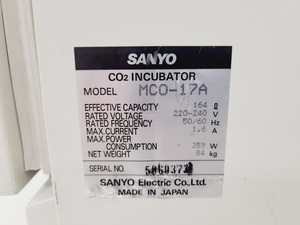 SANYO
CO2 INCUBATOR
MODEL MCO-17A
EFFECTIVE CAPACITY 164 ℓ
RATED VOLTAGE 220-240 V
RATED FREQUENCY 50/60 Hz
MAX.CURRENT 1.6 A
MAX.POWER
CONSUMPTION 359 W
NET WEIGHT 84 kg
SERIAL NO.
SANYO Electric Co.,Ltd.
MADE IN JAPAN